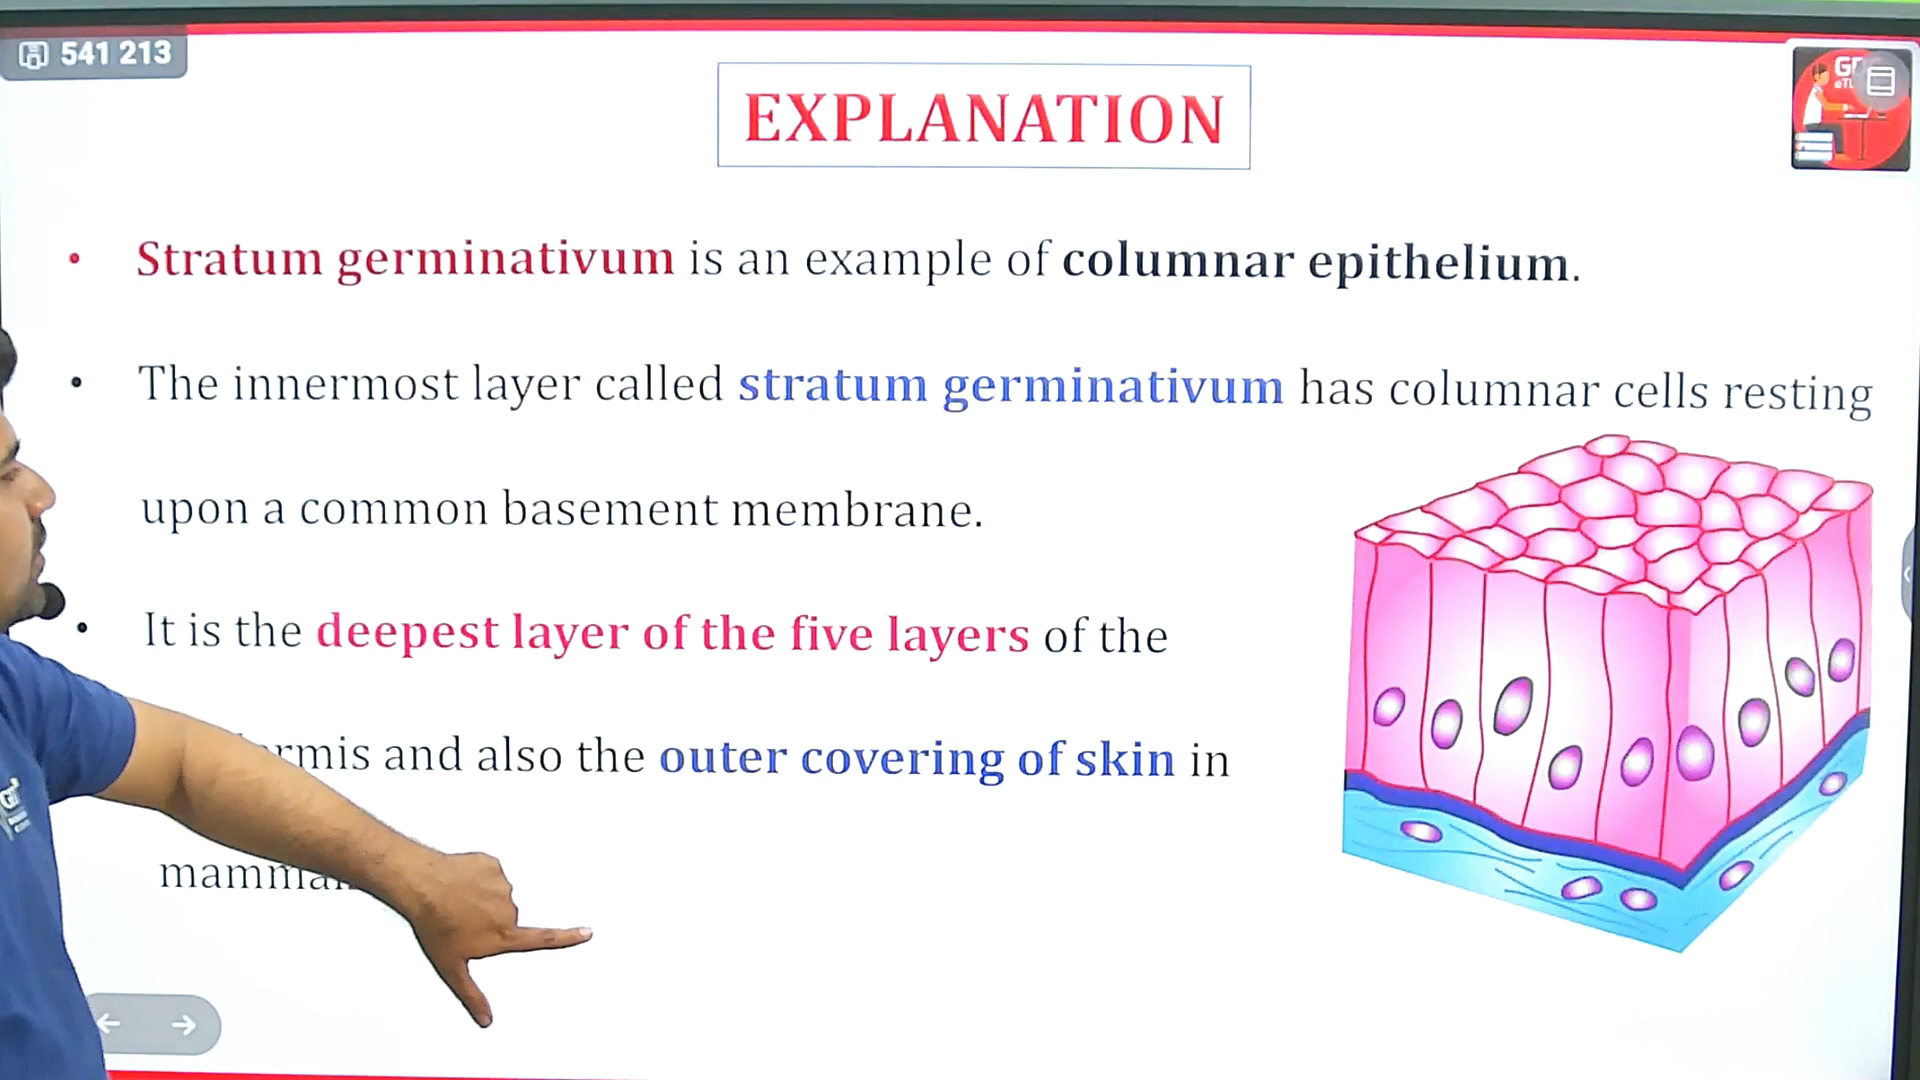 541 213
EXPLANATION
• Stratum germinativum is an example of columnar epithelium.
• The innermost layer called stratum germinativum has columnar cells resting
upon a common basement membrane.
• It is the deepest layer of the five layers of the
and also the outer covering of skin in